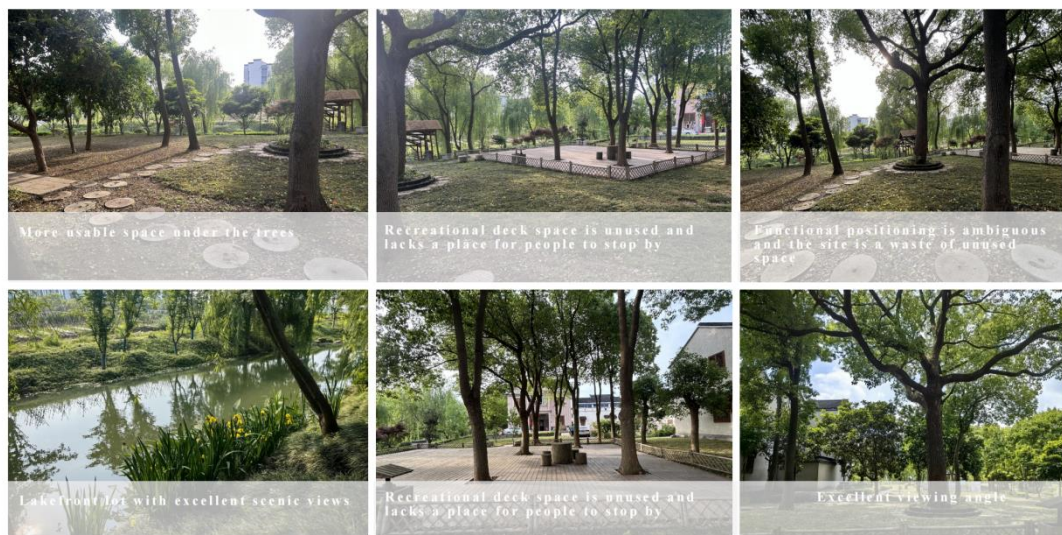 More usable space under the trees
Recreational deck space is unused and
lacks a place for people to stop by
Functional positioning is ambiguous
and the site is a waste of unused
space
Lakefront lot with excellent scenic views
Recreational deck space is unused and
lacks a place for people to stop by
Excellent viewing angle